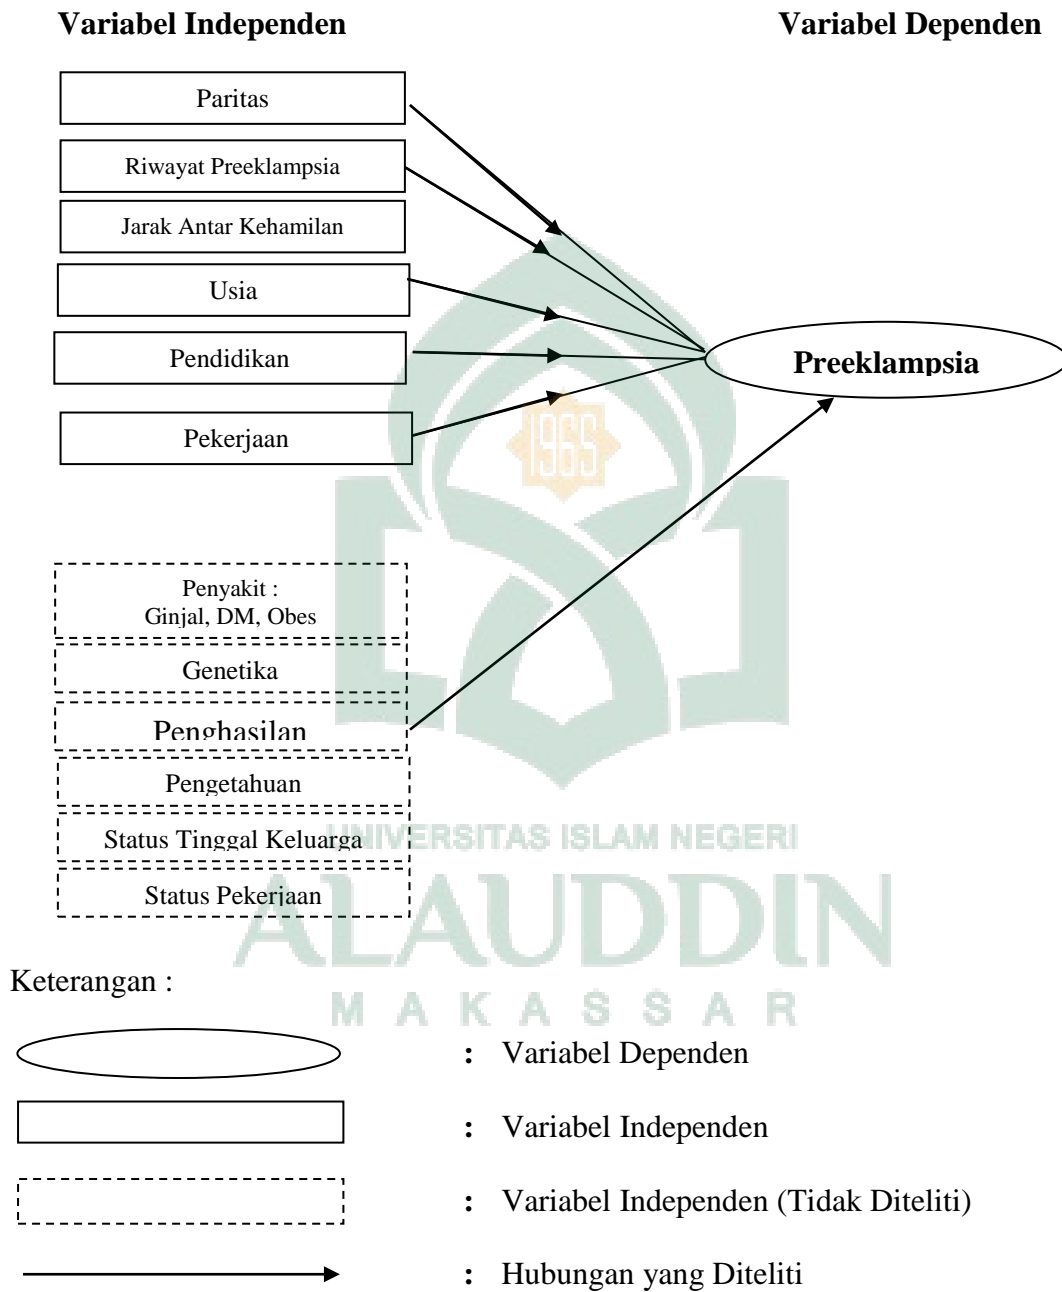 Variabel Independen
Variabel Dependen
Paritas
Riwayat Preeklampsia
Jarak Antar Kehamilan
Usia
Pendidikan
Preeklampsia
Pekerjaan
1965
Penyakit :
Ginjal, DM, Obes
Genetika
Penghasilan
Pengetahuan
Status Tinggal Keluarga
Status Pekerjaan
UNIVERSITAS ISLAM NEGERI
ALAUDDIN
MAKASSAR
Keterangan :
: Variabel Dependen
: Variabel Independen
: Variabel Independen (Tidak Diteliti)
: Hubungan yang Diteliti